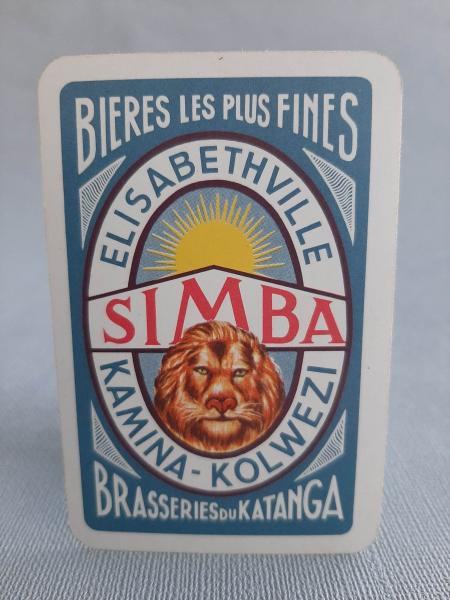 BIERES LES PLUS FINES
ELISABETHVILLE
SIMBA
KAMINA-KOLWEZI
BRASSERIES DU KATANGA